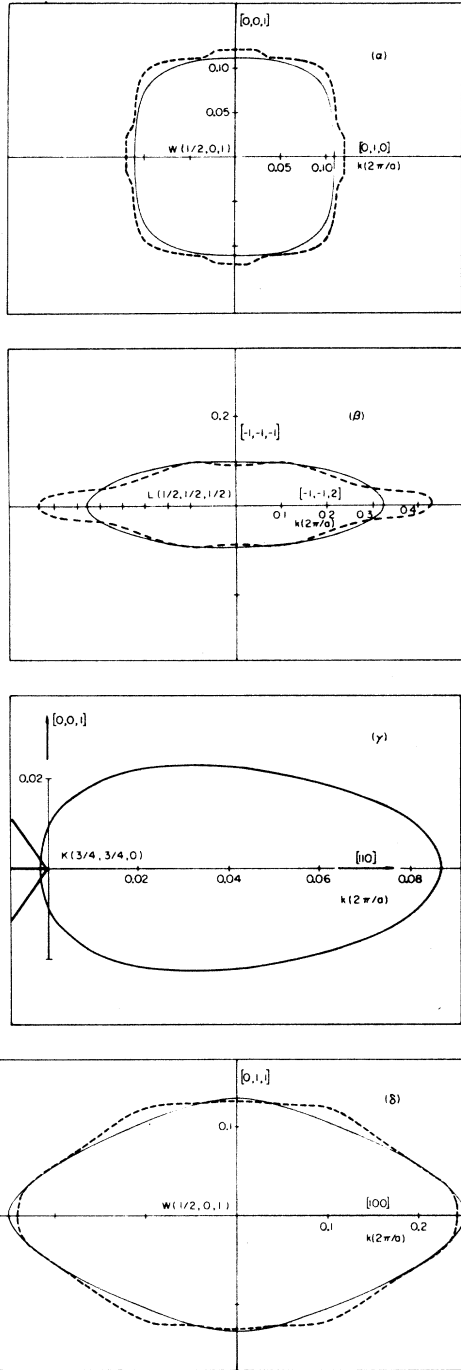 [0,0,1]
(α)
0.10
0.05
W(1/2,0,1)
[0,1,0]
0.05
0.10
k(2π/a)
0.2
(β)
[-1,-1,-1]
L(1/2,1/2,1/2)
[-1,-1,2]
0.1
0.2
0.3
0.4
k(2π/a)
[0,0,1]
(γ)
0.02
K(3/4,3/4,0)
[110]
0.02
0.04
0.06
0.08
k(2π/a)
[0,1,1]
(δ)
0.1
W(1/2,0,1)
[100]
0.1
0.2
k(2π/a)